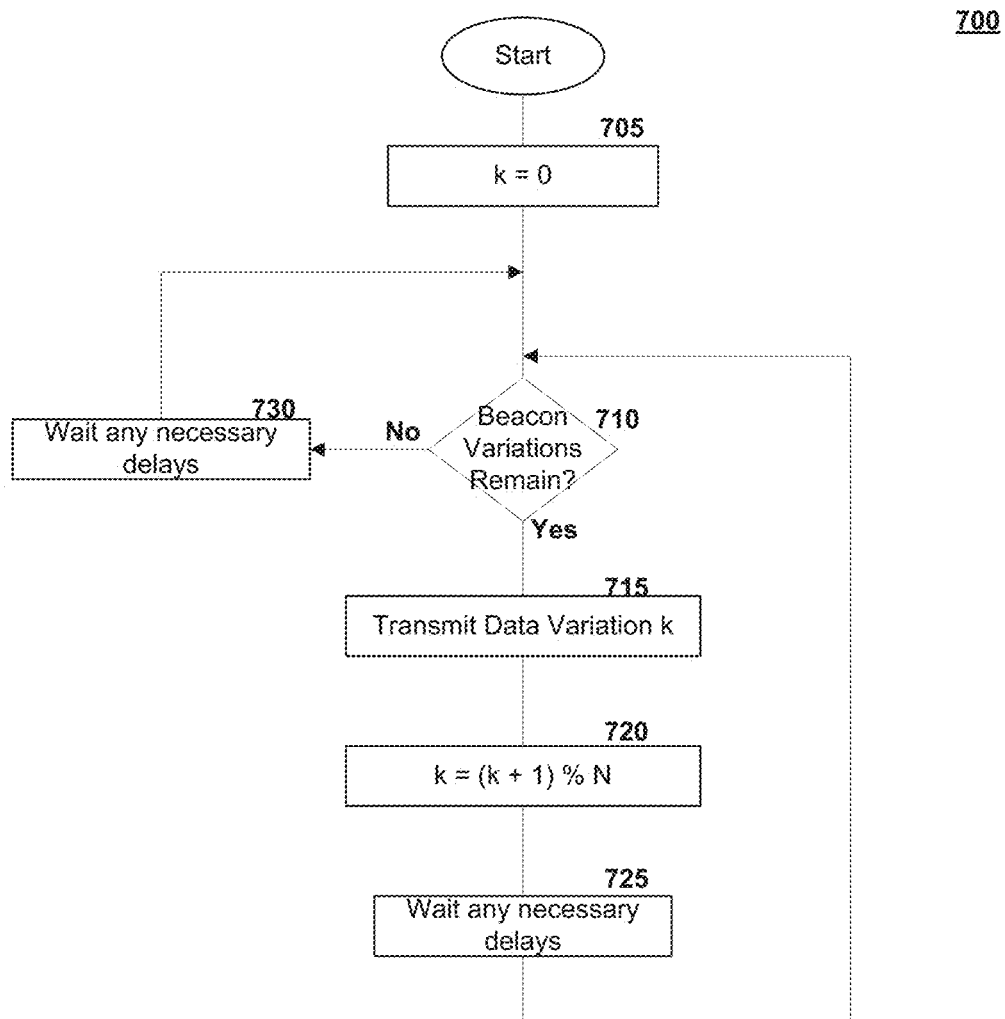 700
Start
705
k = 0
730
Wait any necessary
delays
No
Beacon
Variations
Remain?
710
Yes
715
Transmit Data Variation k
720
k = (k + 1) % N
725
Wait any necessary
delays